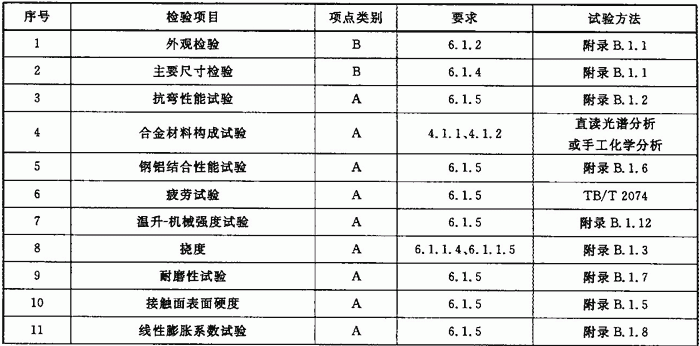 序号 检验项目 项点类别 要求 试验方法
1 外观检验 B 6.1.2 附录 B.1.1
2 主要尺寸检验 B 6.1.4 附录 B.1.1
3 抗弯性能试验 A 6.1.5 附录 B.1.2
4 合金材料构成试验 A 4.1.1、4.1.2 直读光谱分析
或手工化学分析
5 钢铝结合性能试验 A 6.1.5 附录 B.1.6
6 疲劳试验 A 6.1.5 TB/T 2074
7 温升-机械强度试验 A 6.1.5 附录 B.1.12
8 挠度 A 6.1.1.4、6.1.1.5 附录 B.1.3
9 耐磨性试验 A 6.1.5 附录 B.1.7
10 接触面表面硬度 A 6.1.5 附录 B.1.5
11 线性膨胀系数试验 A 6.1.5 附录 B.1.8